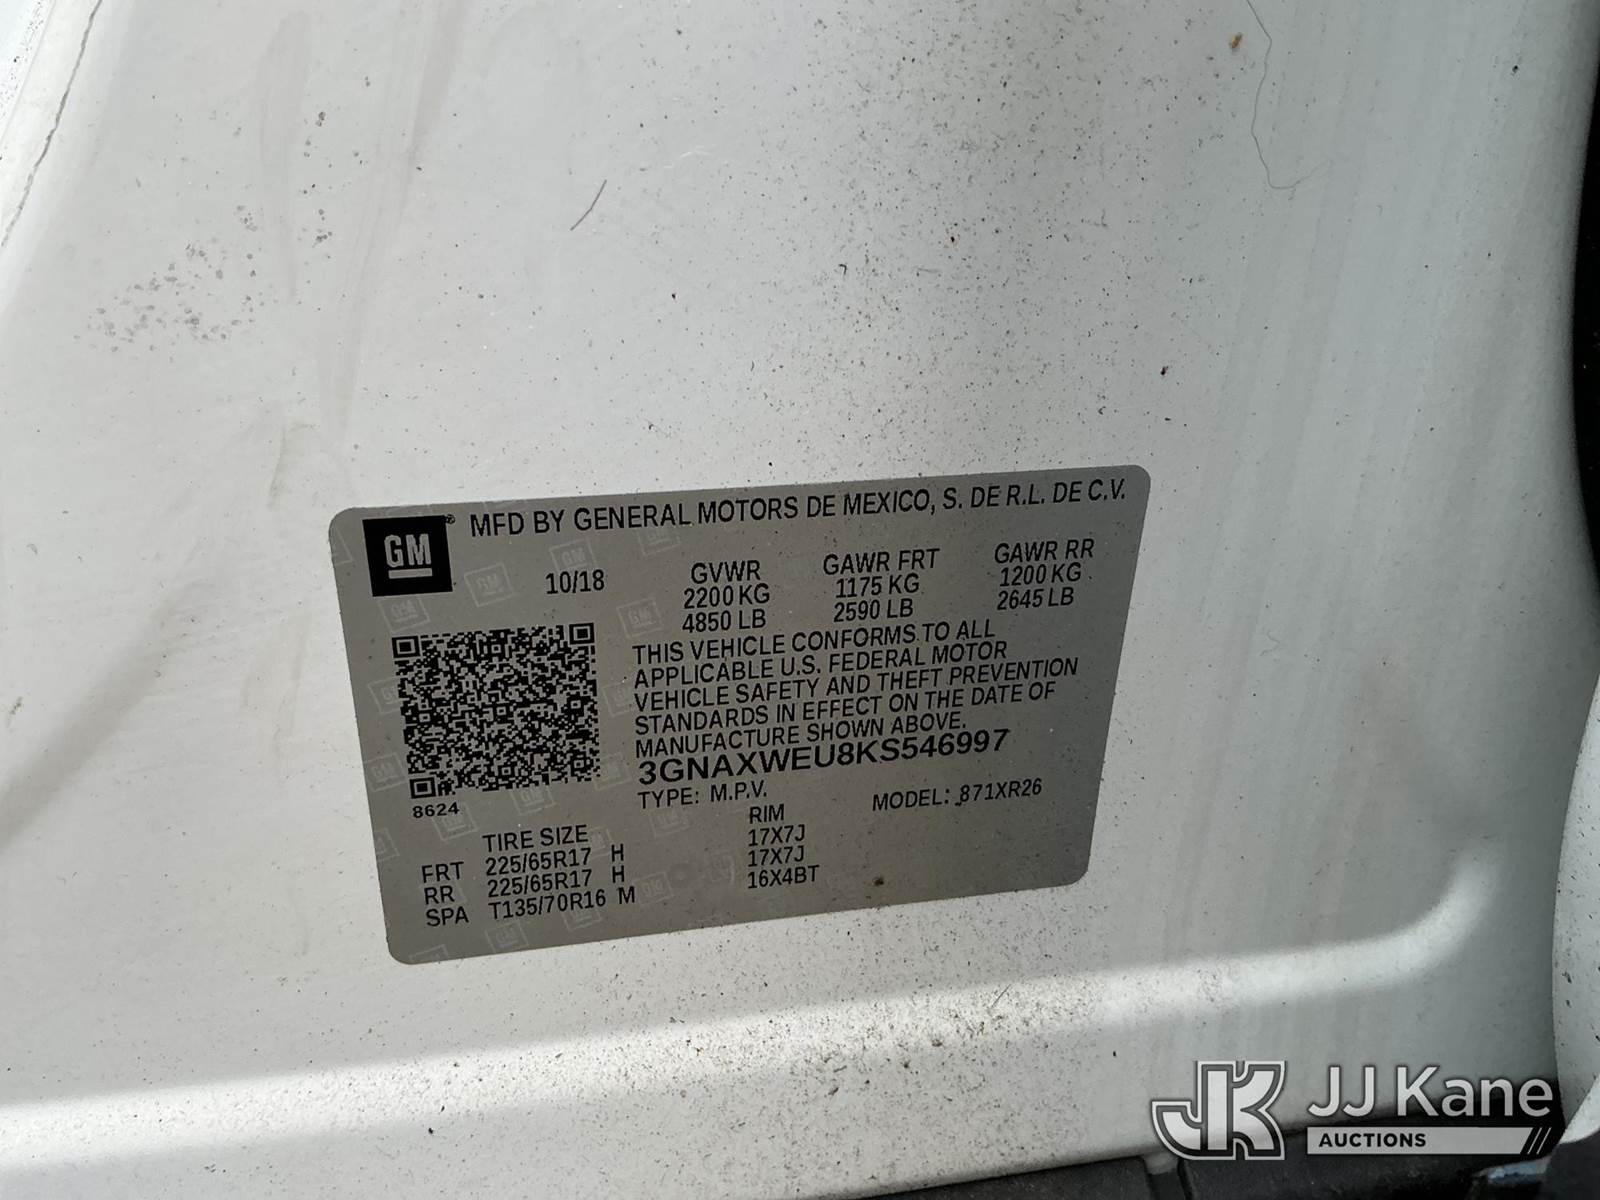 GM® MFD BY GENERAL MOTORS DE MEXICO, S. DE R.L. DE C.V.
10/18 GVWR GAWR FRT GAWR RR
2200 KG 1175 KG 1200 KG
4850 LB 2590 LB 2645 LB
THIS VEHICLE CONFORMS TO ALL
APPLICABLE U.S. FEDERAL MOTOR
VEHICLE SAFETY AND THEFT PREVENTION
STANDARDS IN EFFECT ON THE DATE OF
MANUFACTURE SHOWN ABOVE.
3GNAXWEU8KS546997
TYPE: M.P.V. MODEL: 871XR26
8624
TIRE SIZE RIM
FRT 225/65R17 H 17X7J
RR 225/65R17 H 17X7J
SPA T135/70R16 M 16X4BT
JK JJ Kane
AUCTIONS